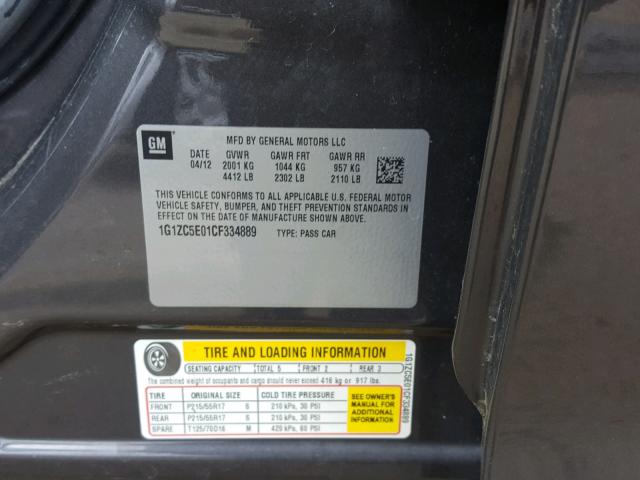 GM
MFD BY GENERAL MOTORS LLC
DATE GVWR GAWR FRT GAWR RR
04/12 2001 KG 1044 KG 957 KG
4412 LB 2302 LB 2110 LB
THIS VEHICLE CONFORMS TO ALL APPLICABLE U.S. FEDERAL MOTOR
VEHICLE SAFETY, BUMPER, AND THEFT PREVENTION STANDARDS IN
EFFECT ON THE DATE OF MANUFACTURE SHOWN ABOVE.
1G1ZC5E01CF334889 TYPE: PASS CAR
TIRE AND LOADING INFORMATION
SEATING CAPACITY TOTAL 5 FRONT 2 REAR 3
The combined weight of occupants and cargo should never exceed 416 kg or 917 lbs.
TIRE SIZE COLD TIRE PRESSURE
FRONT P215/55R17 S 210 kPa, 30 PSI
REAR P215/55R17 S 210 kPa, 30 PSI
SPARE T125/70D16 M 420 kPa, 60 PSI
SEE OWNER'S
MANUAL FOR
ADDITIONAL
INFORMATION
1G1ZC5E01CF334889